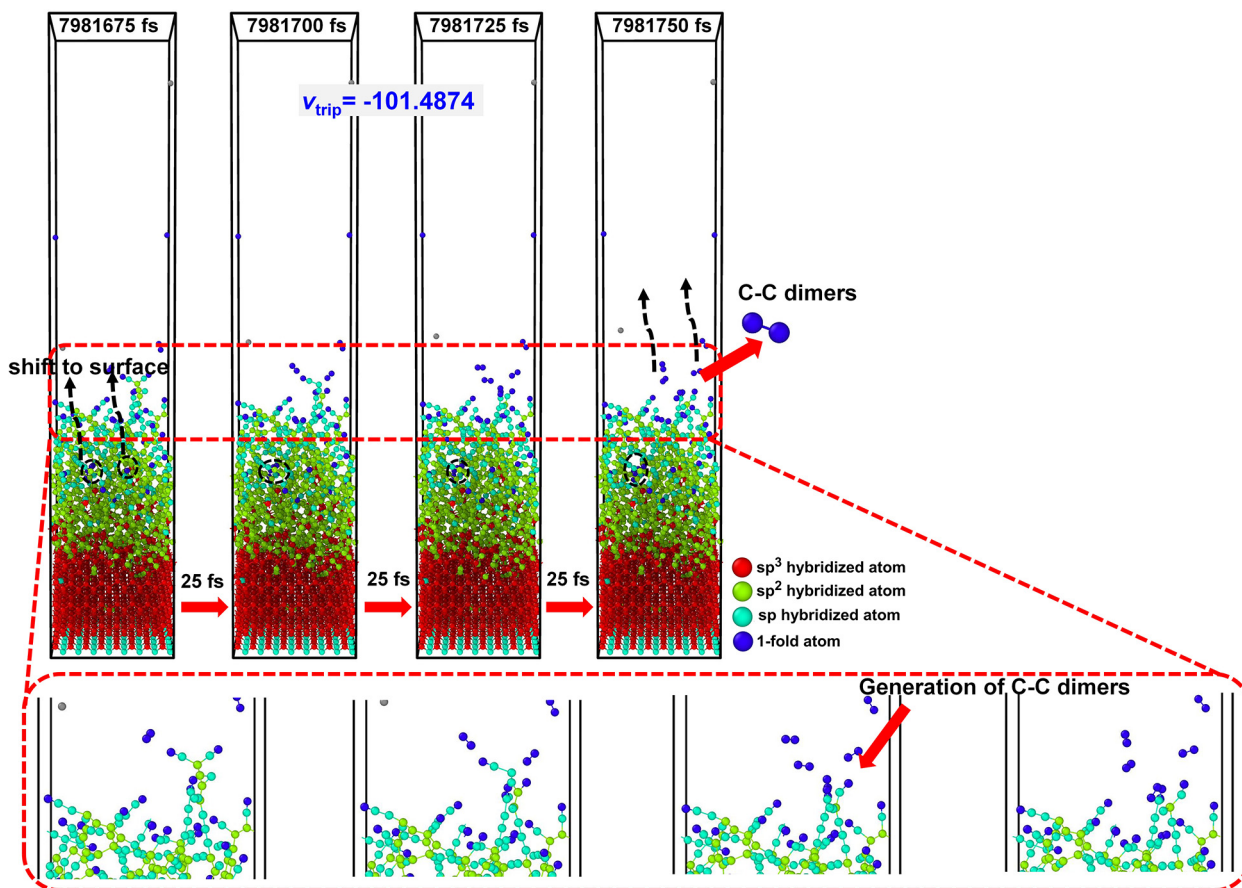 7981675 fs
7981700 fs
7981725 fs
7981750 fs
vtrip= -101.4874
C-C dimers
shift to surface
25 fs
25 fs
25 fs
sp³ hybridized atom
sp² hybridized atom
sp hybridized atom
1-fold atom
Generation of C-C dimers